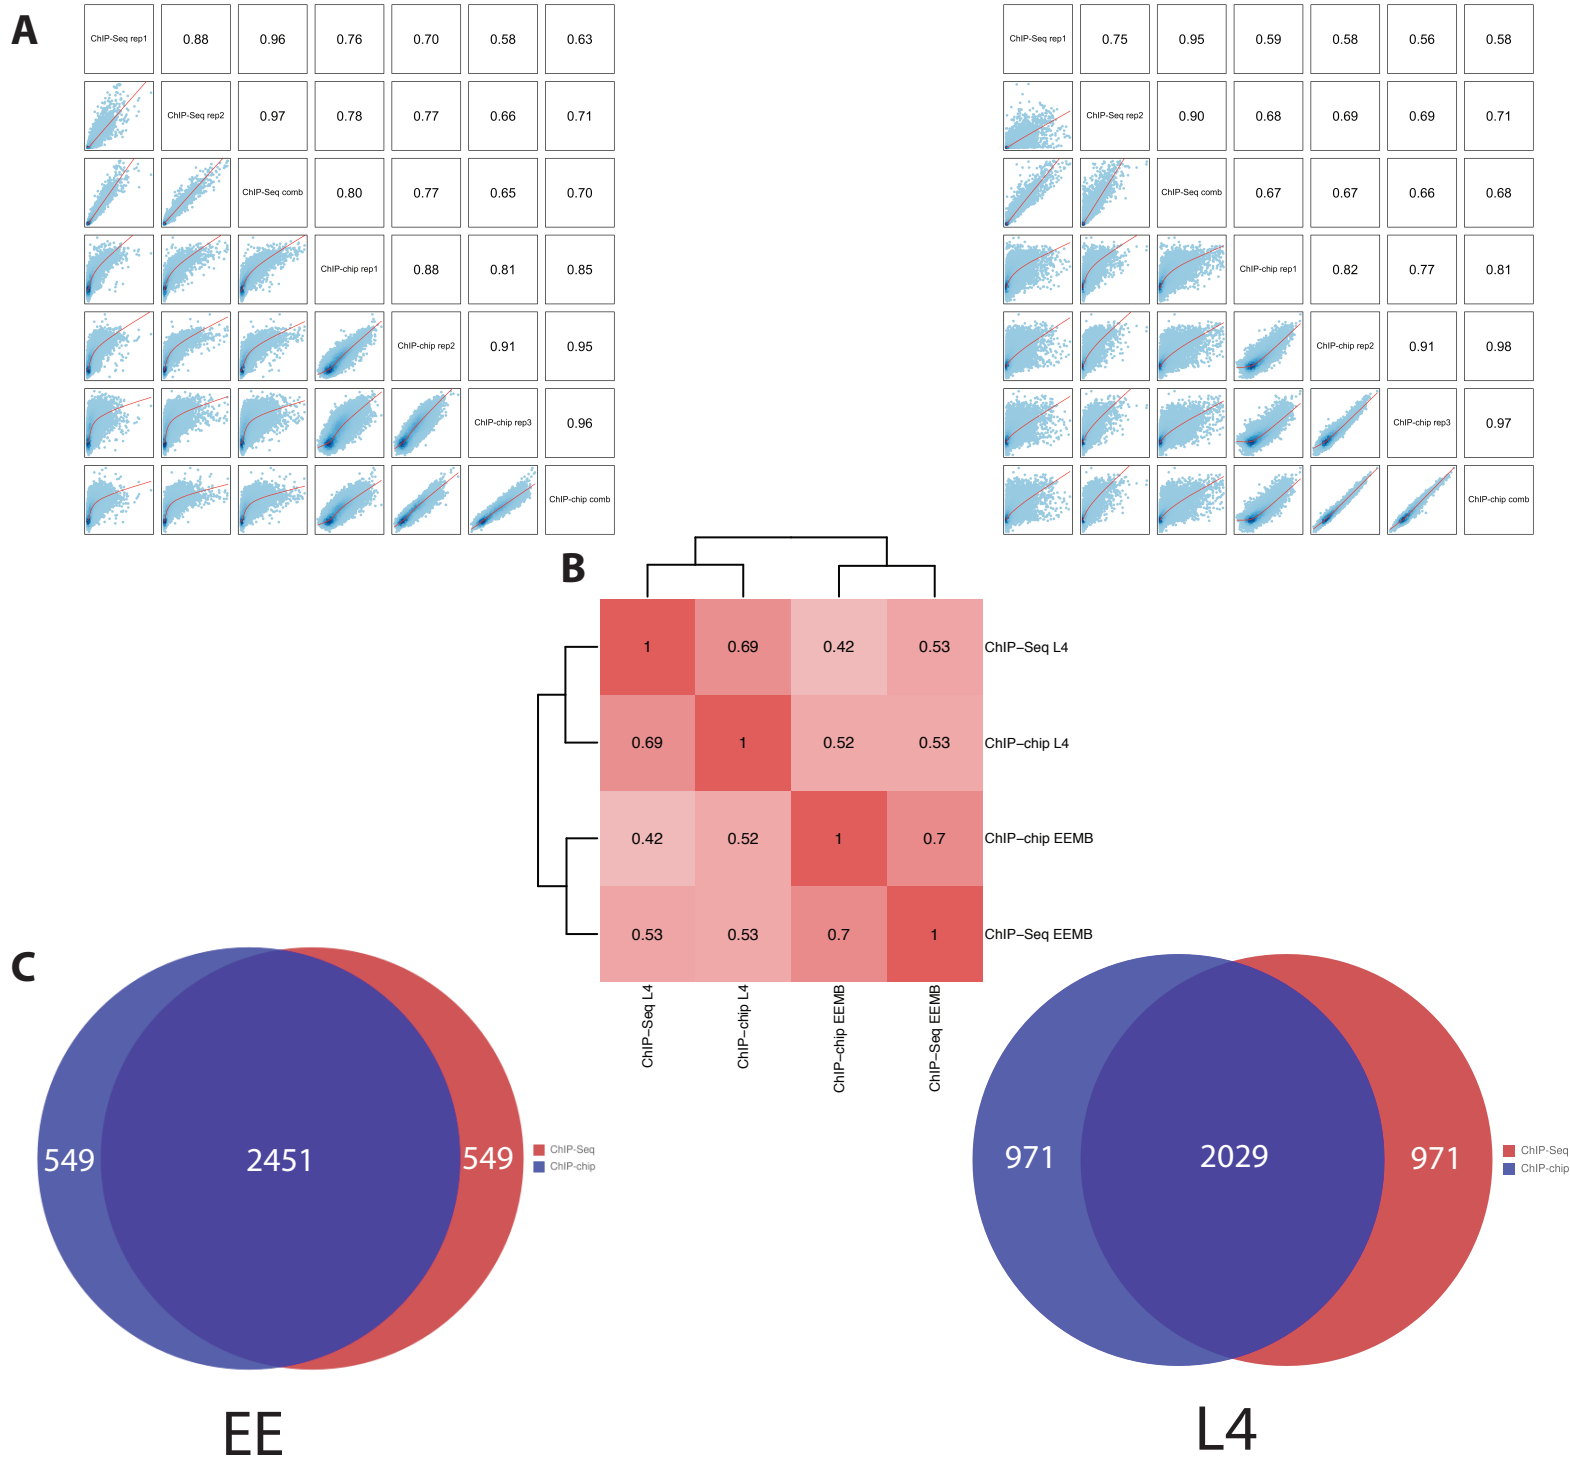 A
ChIP-Seq rep1 0.88 0.96 0.76 0.70 0.58 0.63
ChIP-Seq rep2 0.97 0.78 0.77 0.66 0.71
ChIP-Seq comb 0.80 0.77 0.65 0.70
ChIP-chip rep1 0.88 0.81 0.85
ChIP-chip rep2 0.91 0.95
ChIP-chip rep3 0.96
ChIP-chip comb
ChIP-Seq rep1 0.75 0.95 0.59 0.58 0.56 0.58
ChIP-Seq rep2 0.90 0.68 0.69 0.69 0.71
ChIP-Seq comb 0.67 0.67 0.66 0.68
ChIP-chip rep1 0.82 0.77 0.81
ChIP-chip rep2 0.91 0.98
ChIP-chip rep3 0.97
ChIP-chip comb
B
1 0.69 0.42 0.53 ChIP−Seq L4
0.69 1 0.52 0.53 ChIP−chip L4
0.42 0.52 1 0.7 ChIP−chip EEMB
0.53 0.53 0.7 1 ChIP−Seq EEMB
ChIP−Seq L4
ChIP−chip L4
ChIP−chip EEMB
ChIP−Seq EEMB
C
549 2451 549
ChIP-Seq
ChIP-chip
EE
971 2029 971
ChIP-Seq
ChIP-chip
L4